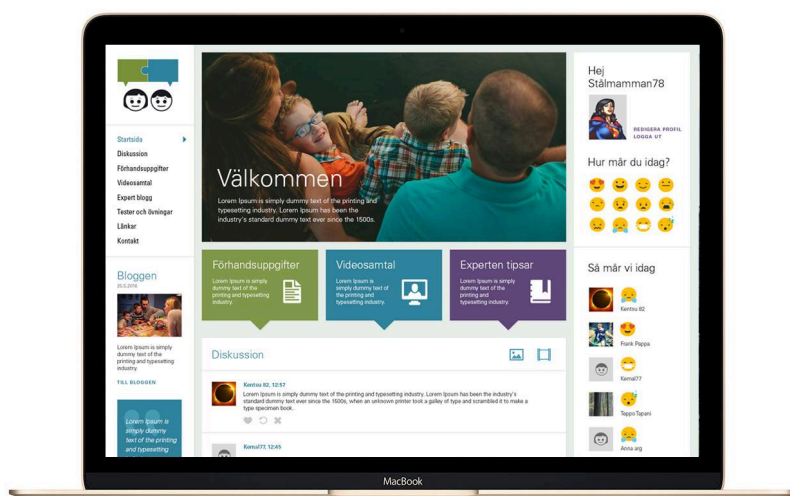 Startsida
Diskussion
Förhandsuppgifter
Videosamtal
Expert blogg
Tester och övningar
Länkar
Kontakt
Bloggen
25.5.2016
Lorem Ipsum is simply
dummy text of the
printing and typesetting
industry.
TILL BLOGGEN
Lorem Ipsum is
simply dummy
text of the printing
and typesetting
Välkommen
Lorem Ipsum is simply dummy text of the printing and
typesetting industry. Lorem Ipsum has been the
industry's standard dummy text ever since the 1500s.
Förhandsuppgifter
Lorem Ipsum is simply
dummy text of the
printing and typesetting
industry.
Videosamtal
Lorem Ipsum is
simply dummy text of
the printing and
typesetting industry.
Experten tipsar
Lorem Ipsum is simply
dummy text of the
printing and
typesetting industry.
Diskussion
Kentsu 82, 12:57
Lorem Ipsum is simply dummy text of the printing and typesetting industry. Lorem Ipsum has been the industry's
standard dummy text ever since the 1500s, when an unknown printer took a galley of type and scrambled it to make a
type specimen book.
Kemal77, 12:45
Hej
Stålmamman78
REDIGERA PROFIL
LOGGA UT
Hur mår du idag?
Så mår vi idag
Kentsu 82
Frank Pappa
Kemal77
Teppo Tapani
Anna arg
MacBook